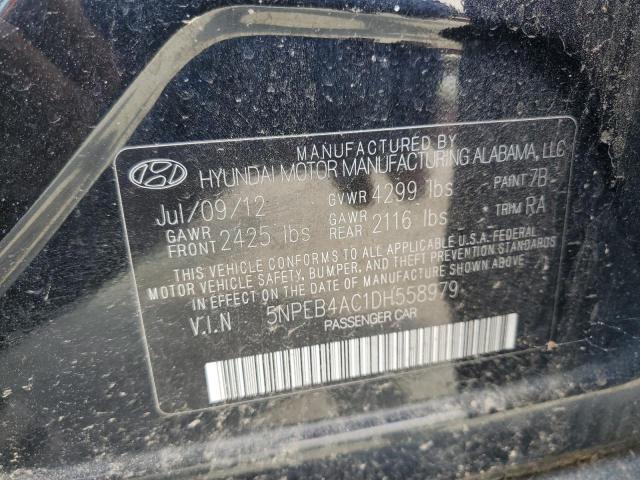 MANUFACTURED BY
HYUNDAI MOTOR MANUFACTURING ALABAMA, LLC
Jul/09/12 GVWR 4299 lbs PAINT 7B
GAWR FRONT 2425 lbs GAWR REAR 2116 lbs TRIM RA
THIS VEHICLE CONFORMS TO ALL APPLICABLE U.S.A. FEDERAL
MOTOR VEHICLE SAFETY, BUMPER, AND THEFT PREVENTION STANDARDS
IN EFFECT ON THE DATE OF MANUFACTURE SHOWN ABOVE.
V.I.N 5NPEB4AC1DH558979
PASSENGER CAR